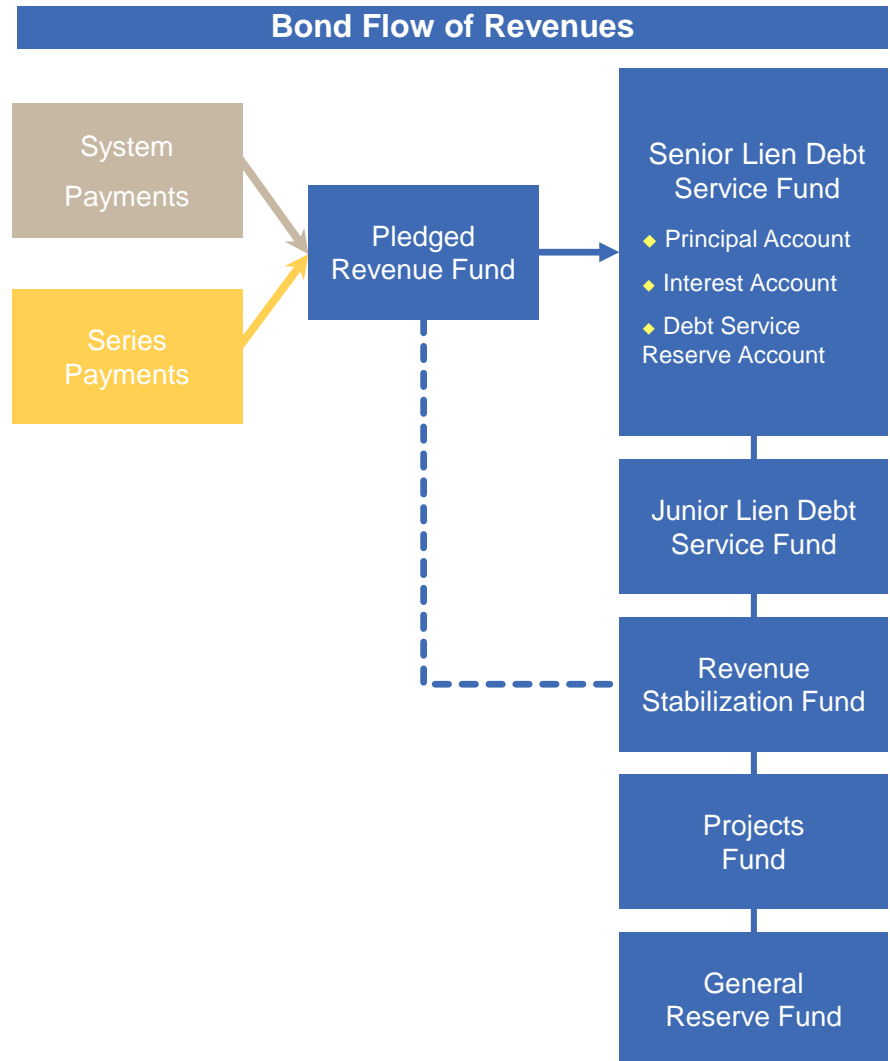 Bond Flow of Revenues
System
Payments
Series
Payments
Pledged
Revenue Fund
Senior Lien Debt
Service Fund
◆ Principal Account
◆ Interest Account
◆ Debt Service
Reserve Account
Junior Lien Debt
Service Fund
Revenue
Stabilization Fund
Projects
Fund
General
Reserve Fund